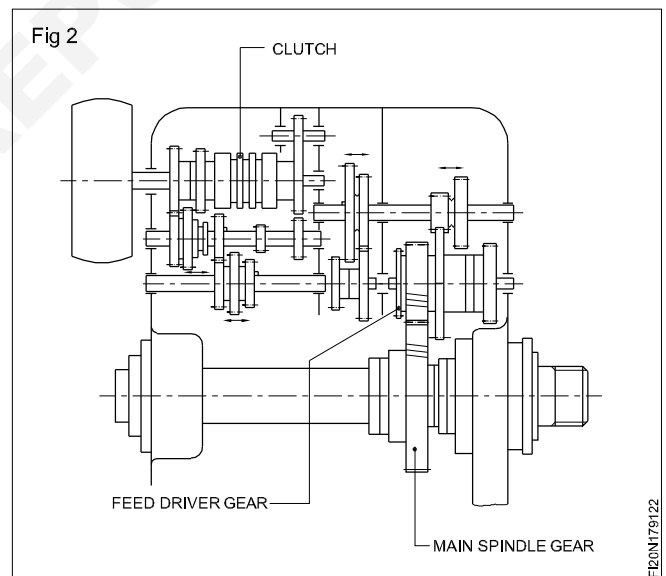 Fig 2
CLUTCH
FEED DRIVER GEAR
MAIN SPINDLE GEAR
FI20N179122